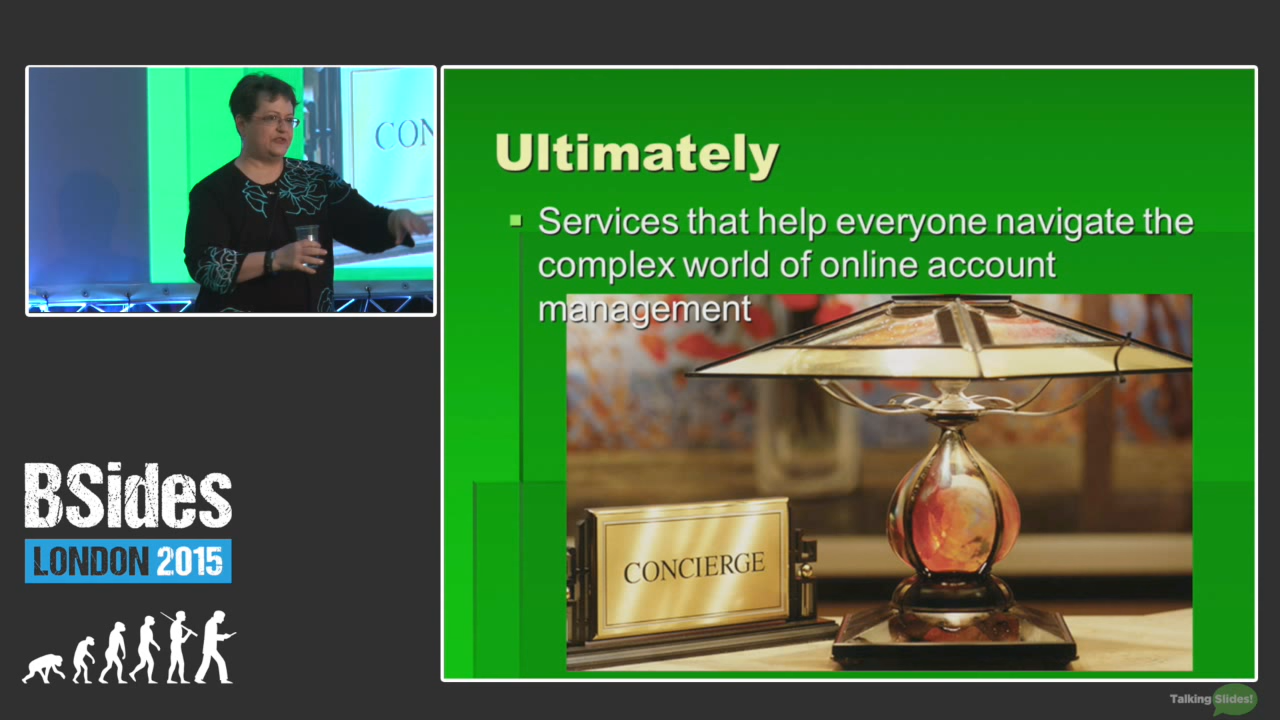 CON
Ultimately
Services that help everyone navigate the
complex world of online account
management
CONCIERGE
BSides
LONDON 2015
Talking Slides!